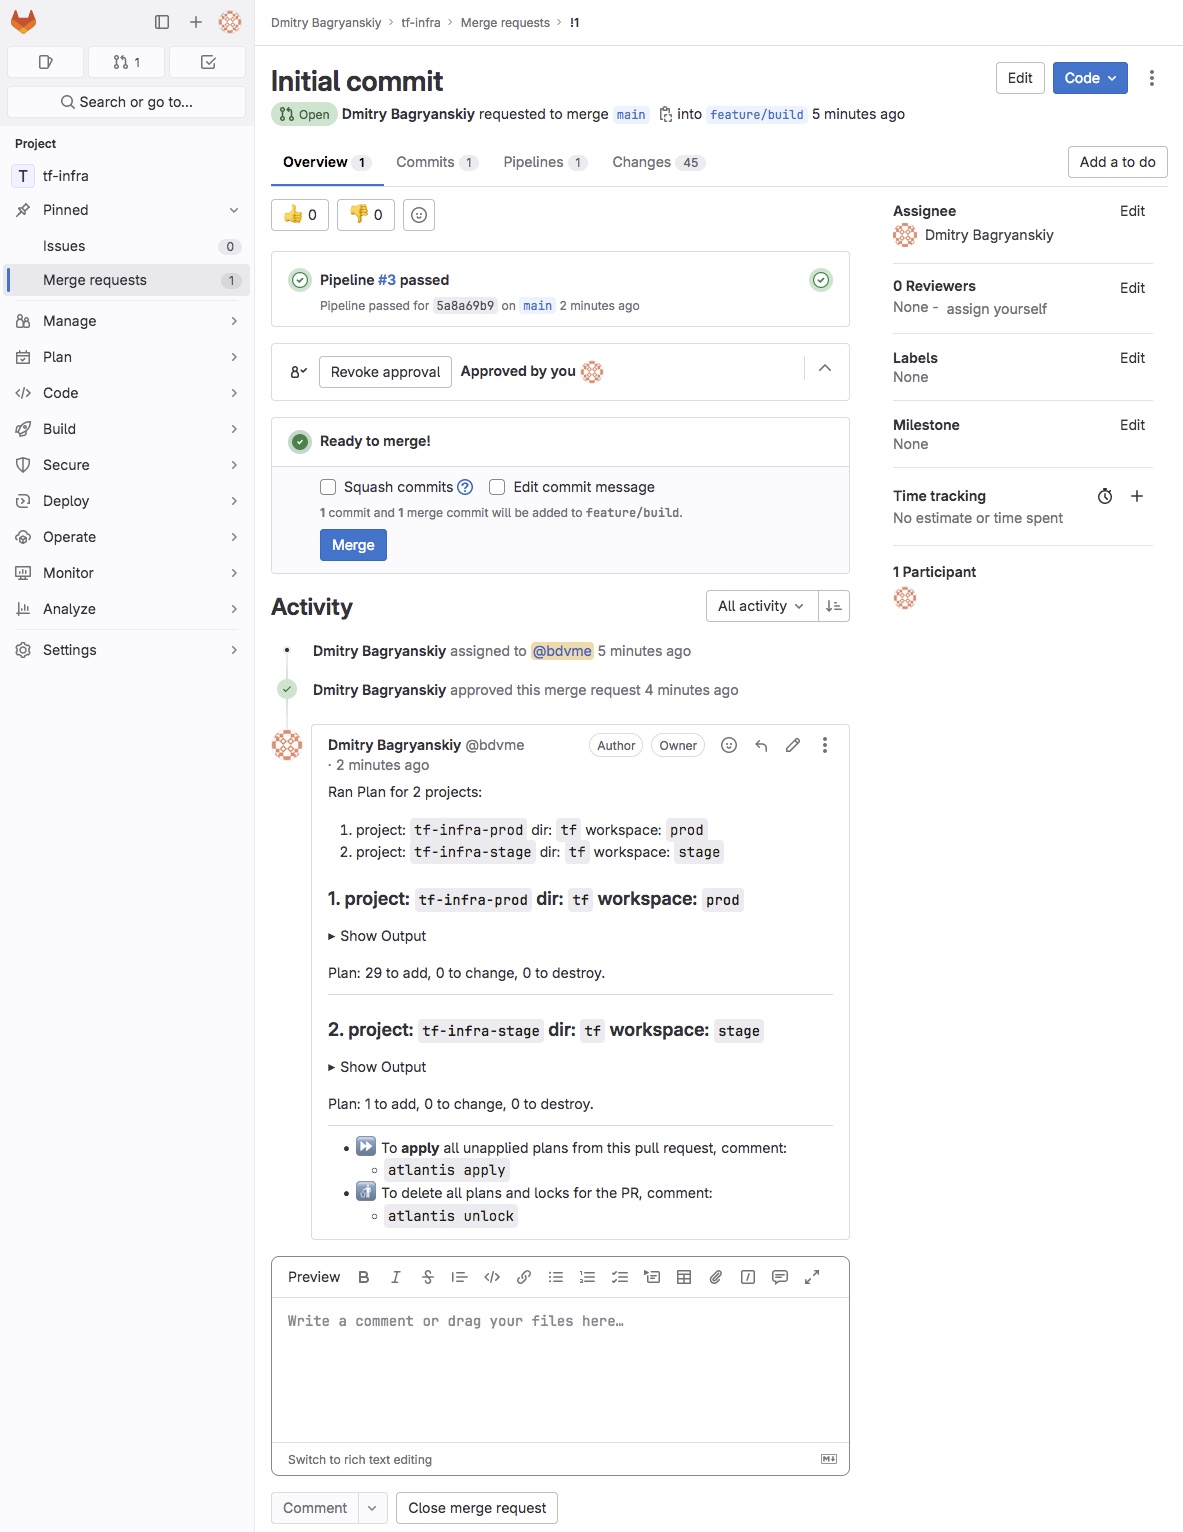 Dmitry Bagryanskiy › tf-infra › Merge requests › !1
1
Search or go to...
Project
T tf-infra
Pinned
Issues 0
Merge requests 1
Manage
Plan
Code
Build
Secure
Deploy
Operate
Monitor
Analyze
Settings
Initial commit
Edit
Code
Open Dmitry Bagryanskiy requested to merge main into feature/build 5 minutes ago
Overview 1 Commits 1 Pipelines 1 Changes 45
Add a to do
0 0
Pipeline #3 passed
Pipeline passed for 5a8a69b9 on main 2 minutes ago
Revoke approval Approved by you
Ready to merge!
Squash commits ? Edit commit message
1 commit and 1 merge commit will be added to feature/build.
Merge
Activity
All activity
Dmitry Bagryanskiy assigned to @bdvme 5 minutes ago
Dmitry Bagryanskiy approved this merge request 4 minutes ago
Dmitry Bagryanskiy @bdvme
Author Owner
· 2 minutes ago
Ran Plan for 2 projects:
1. project: tf-infra-prod dir: tf workspace: prod
2. project: tf-infra-stage dir: tf workspace: stage
1. project: tf-infra-prod dir: tf workspace: prod
▸ Show Output
Plan: 29 to add, 0 to change, 0 to destroy.
2. project: tf-infra-stage dir: tf workspace: stage
▸ Show Output
Plan: 1 to add, 0 to change, 0 to destroy.
• ⏩ To apply all unapplied plans from this pull request, comment:
◦ atlantis apply
• 🚮 To delete all plans and locks for the PR, comment:
◦ atlantis unlock
Preview B I S
Write a comment or drag your files here…
Switch to rich text editing
M↓
Comment
Close merge request
Assignee Edit
Dmitry Bagryanskiy
0 Reviewers Edit
None - assign yourself
Labels Edit
None
Milestone Edit
None
Time tracking
No estimate or time spent
1 Participant